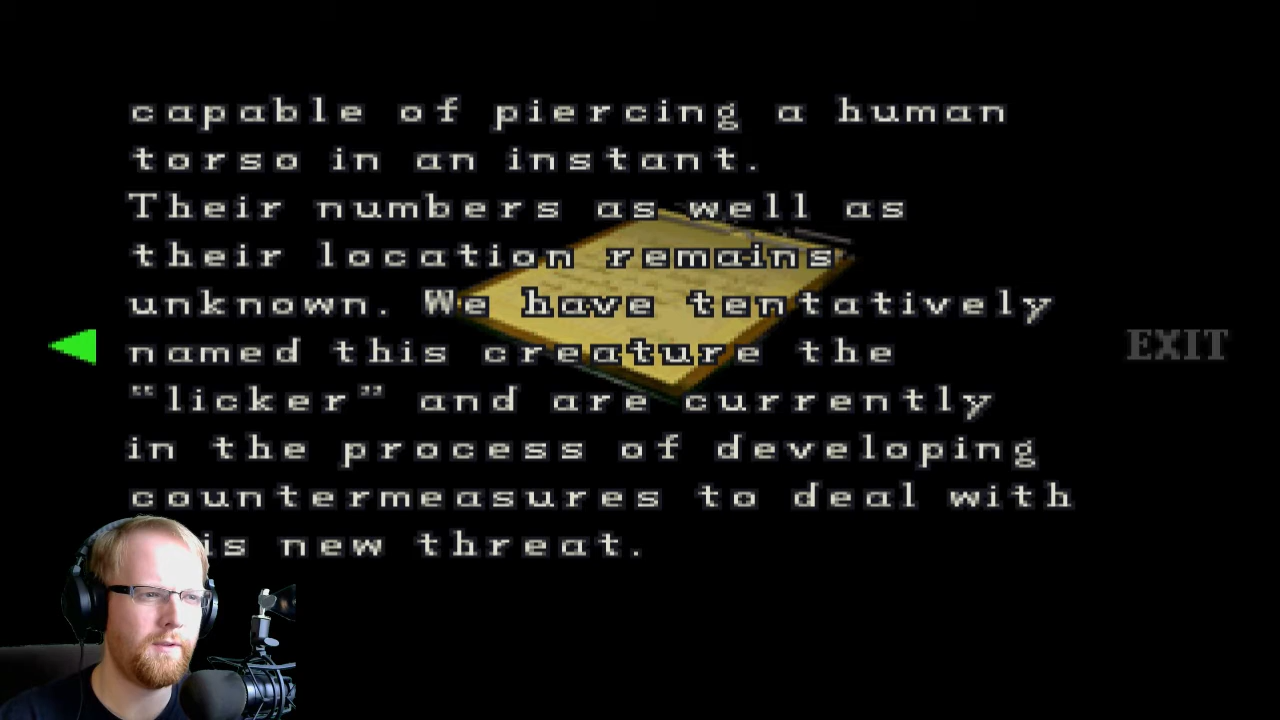 capable of piercing a human
torso in an instant.
Their numbers as well as
their location remains
unknown. We have tentatively
named this creature the
EXIT
“licker” and are currently
in the process of developing
countermeasures to deal with
is new threat.